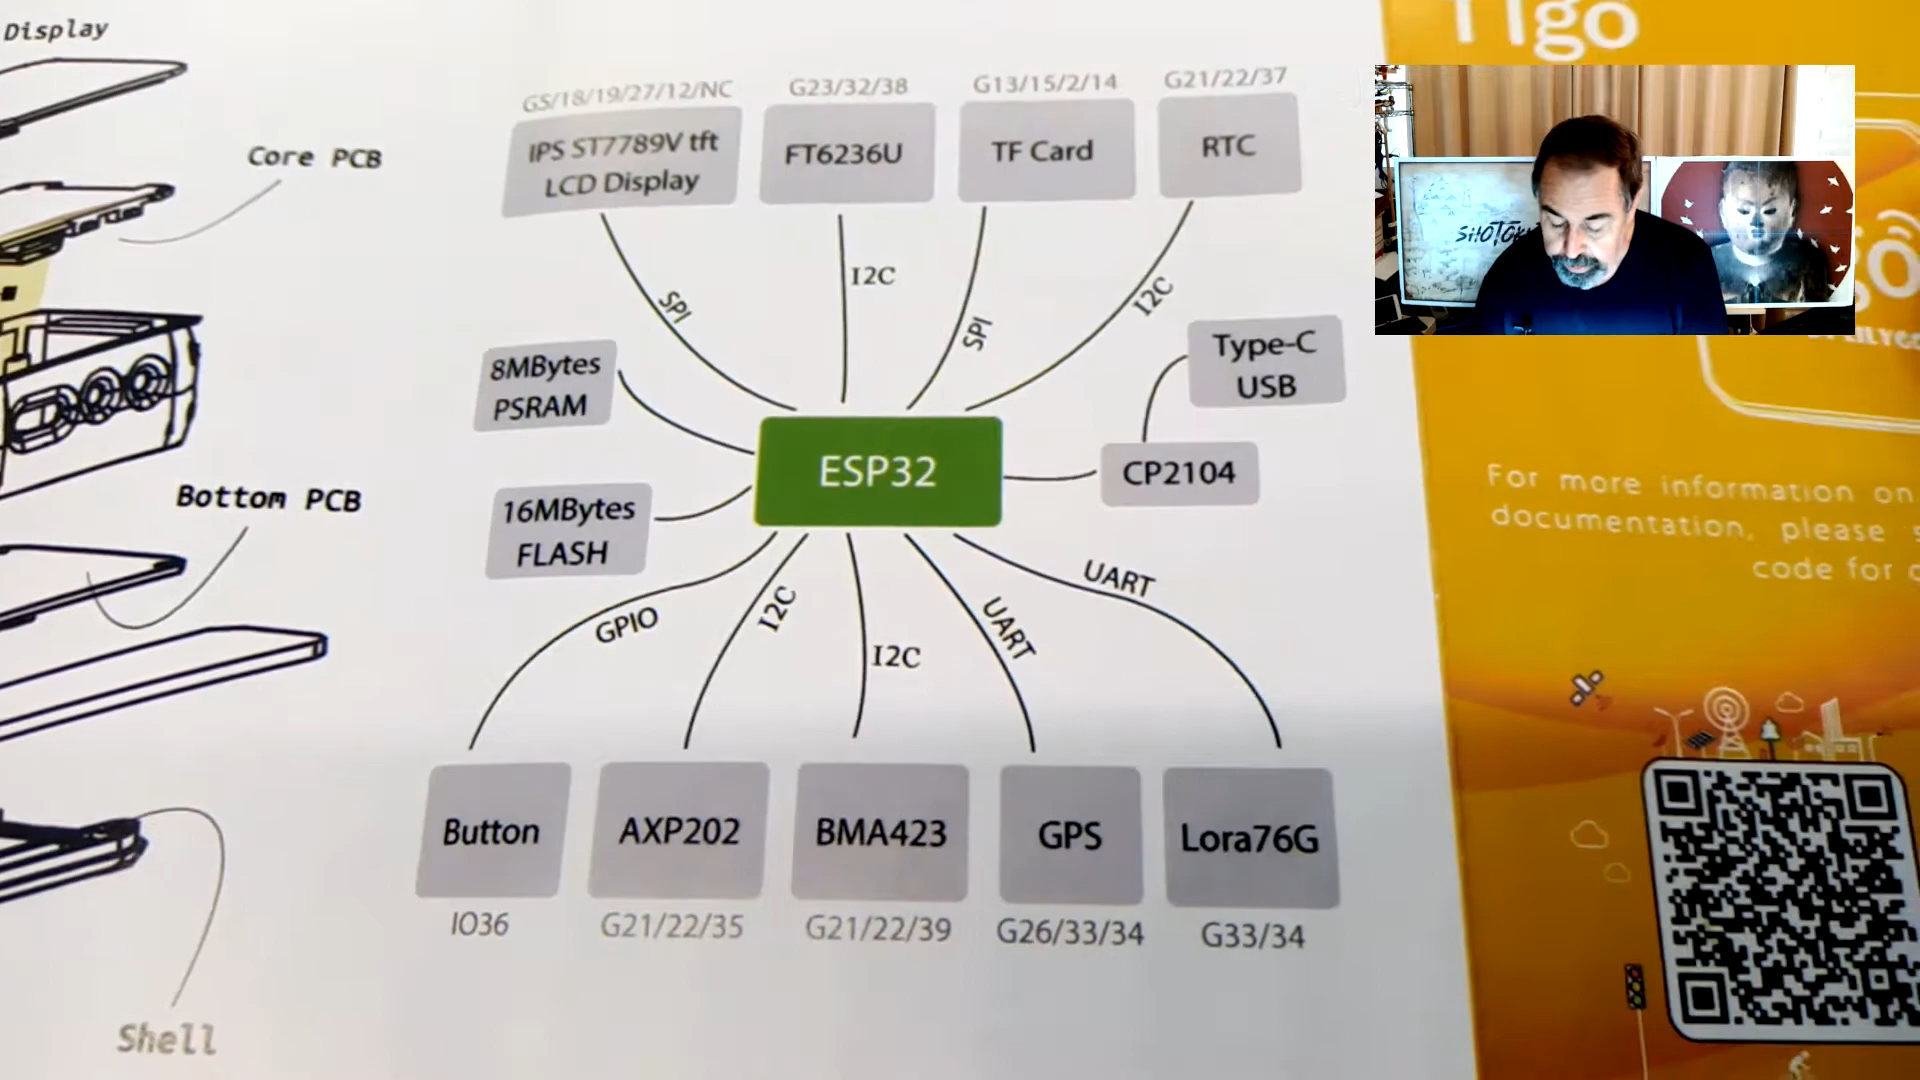 Display
Core PCB
Bottom PCB
Shell
G5/18/19/27/12/NC
IPS ST7789V tft
LCD Display
G23/32/38
FT6236U
G13/15/2/14
TF Card
G21/22/37
RTC
SPI
I2C
SPI
I2C
8MBytes
PSRAM
16MBytes
FLASH
ESP32
Type-C
USB
CP2104
GPIO
I2C
I2C
UART
UART
Button
AXP202
BMA423
GPS
Lora76G
IO36
G21/22/35
G21/22/39
G26/33/34
G33/34
For more information on
documentation, please
code for